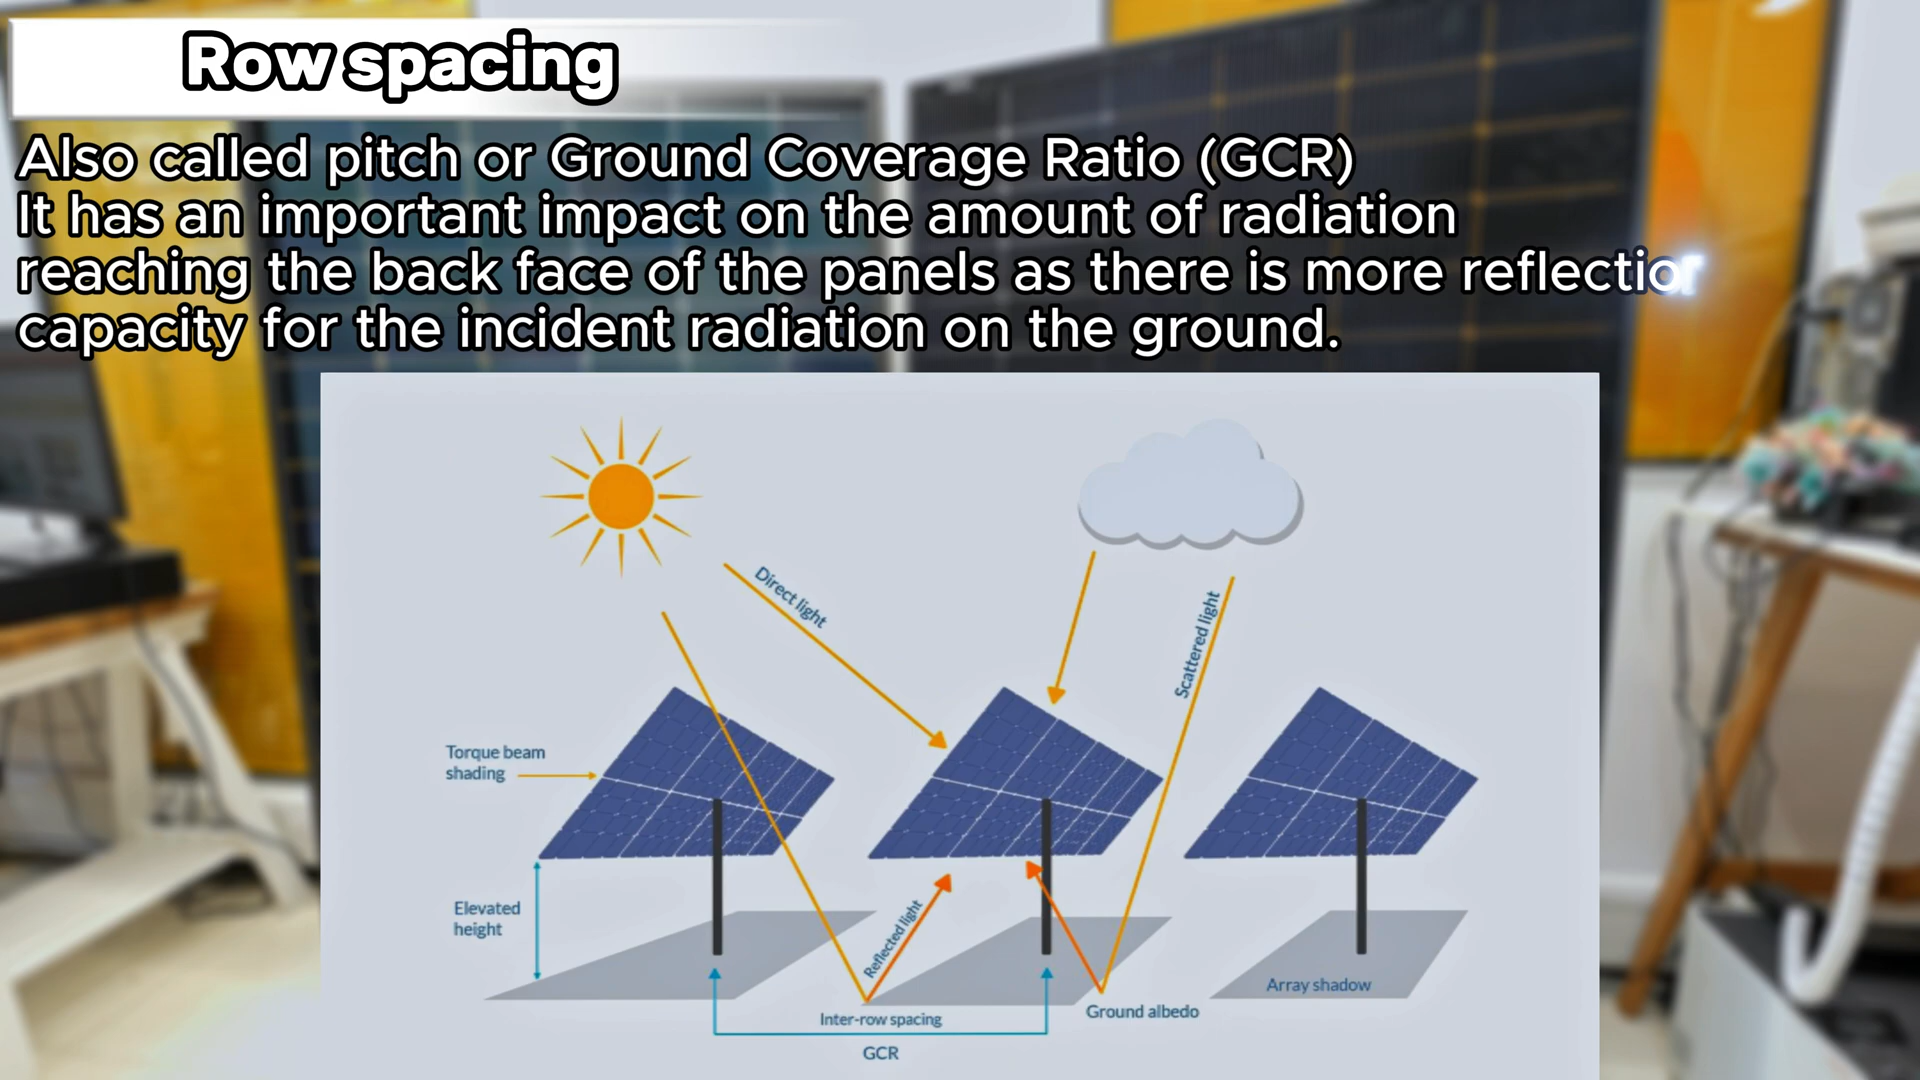 Row spacing
Also called pitch or Ground Coverage Ratio (GCR)
It has an important impact on the amount of radiation
reaching the back face of the panels as there is more reflection
capacity for the incident radiation on the ground.
Direct light
Scattered light
Torque beam
shading
Elevated
height
Reflected light
Array shadow
Ground albedo
Inter-row spacing
GCR